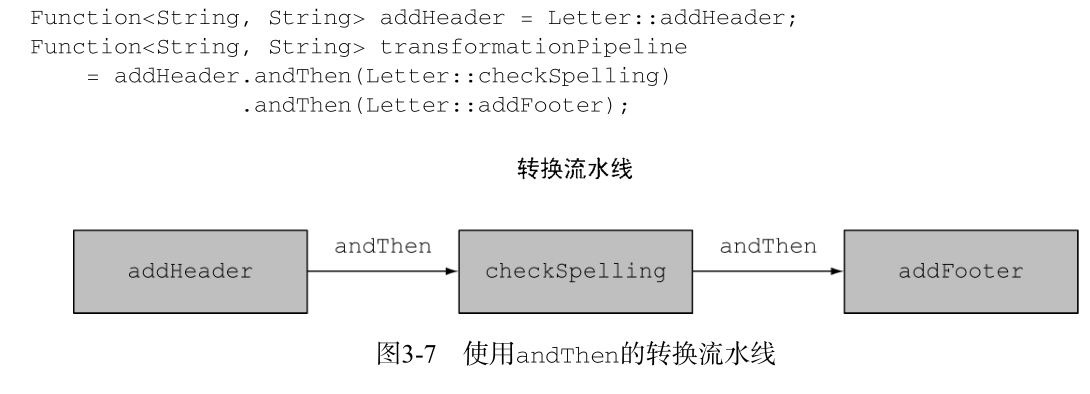 Function<String, String> addHeader = Letter::addHeader;
Function<String, String> transformationPipeline
    = addHeader.andThen(Letter::checkSpelling)
               .andThen(Letter::addFooter);
转换流水线
addHeader andThen checkSpelling andThen addFooter
图3-7 使用andThen的转换流水线